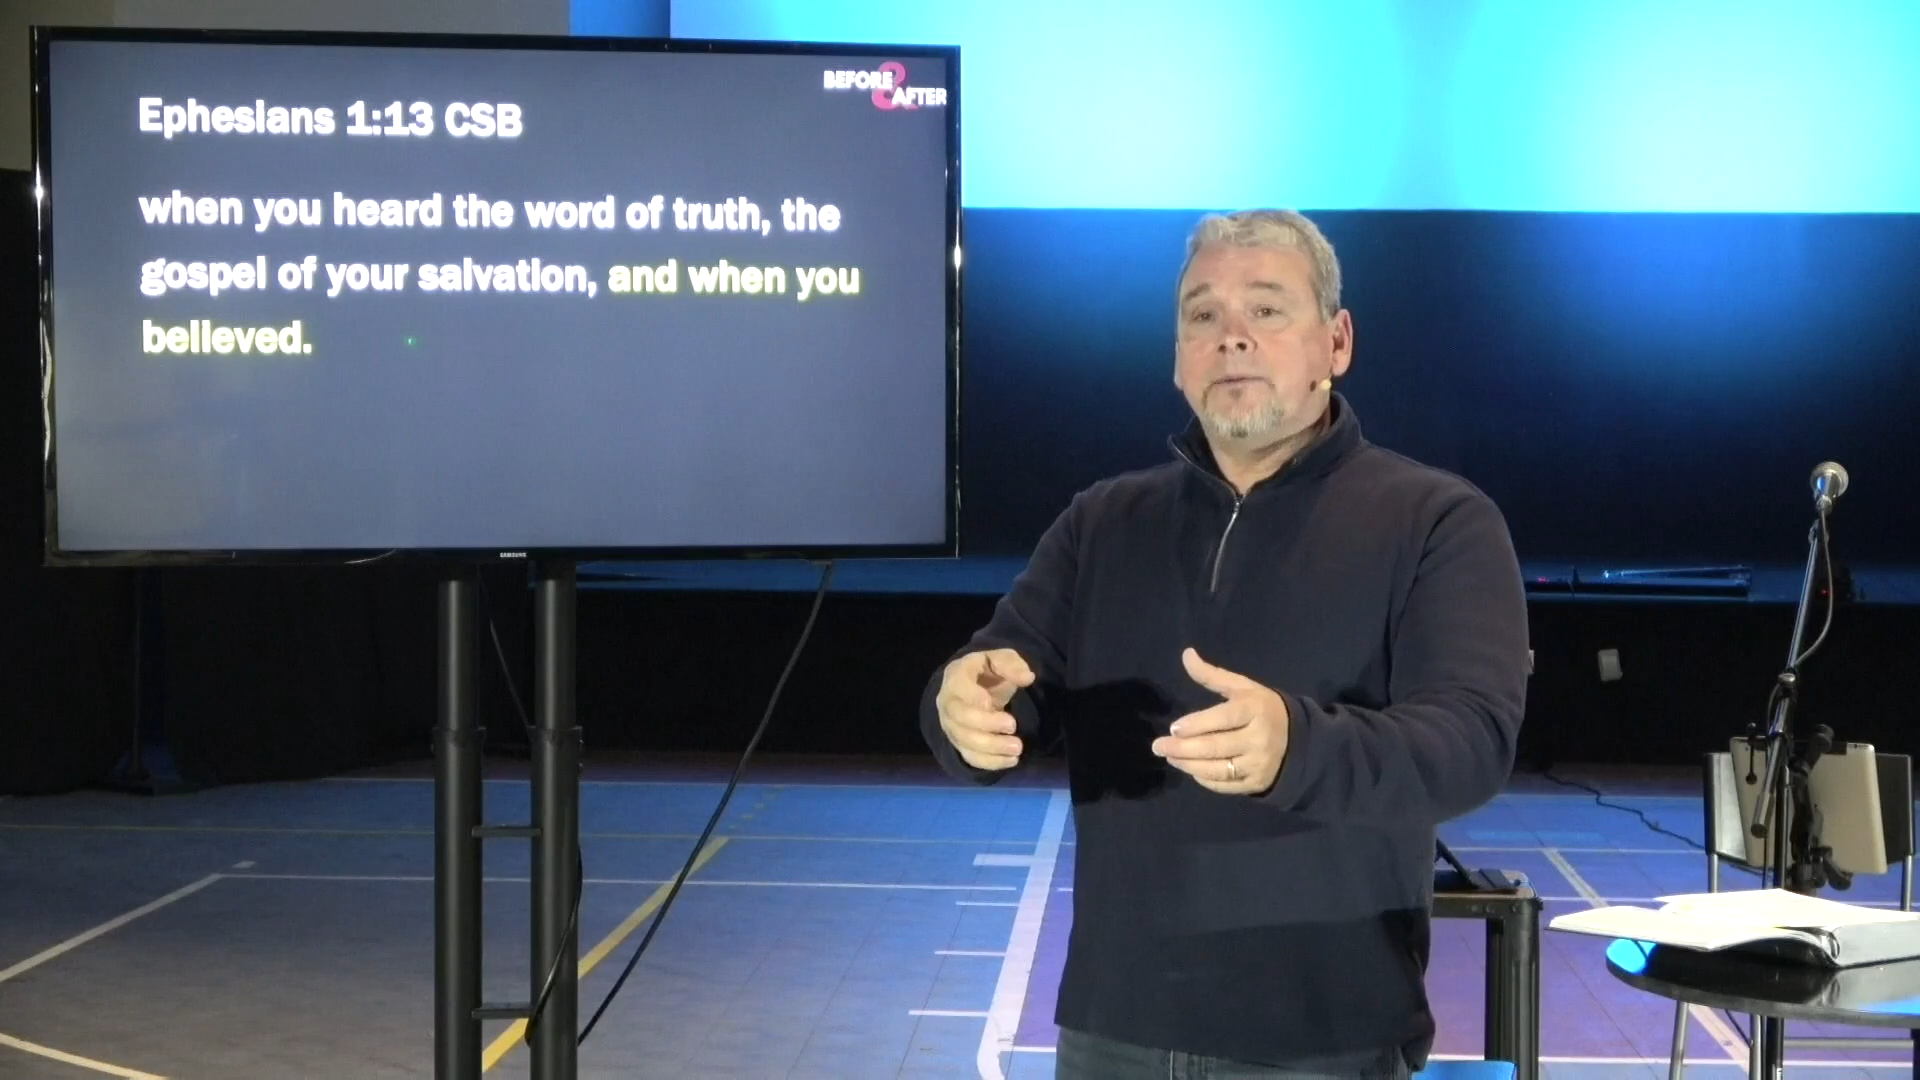 BEFORE
&
AFTER
Ephesians 1:13 CSB
when you heard the word of truth, the
gospel of your salvation, and when you
believed.
SAMSUNG